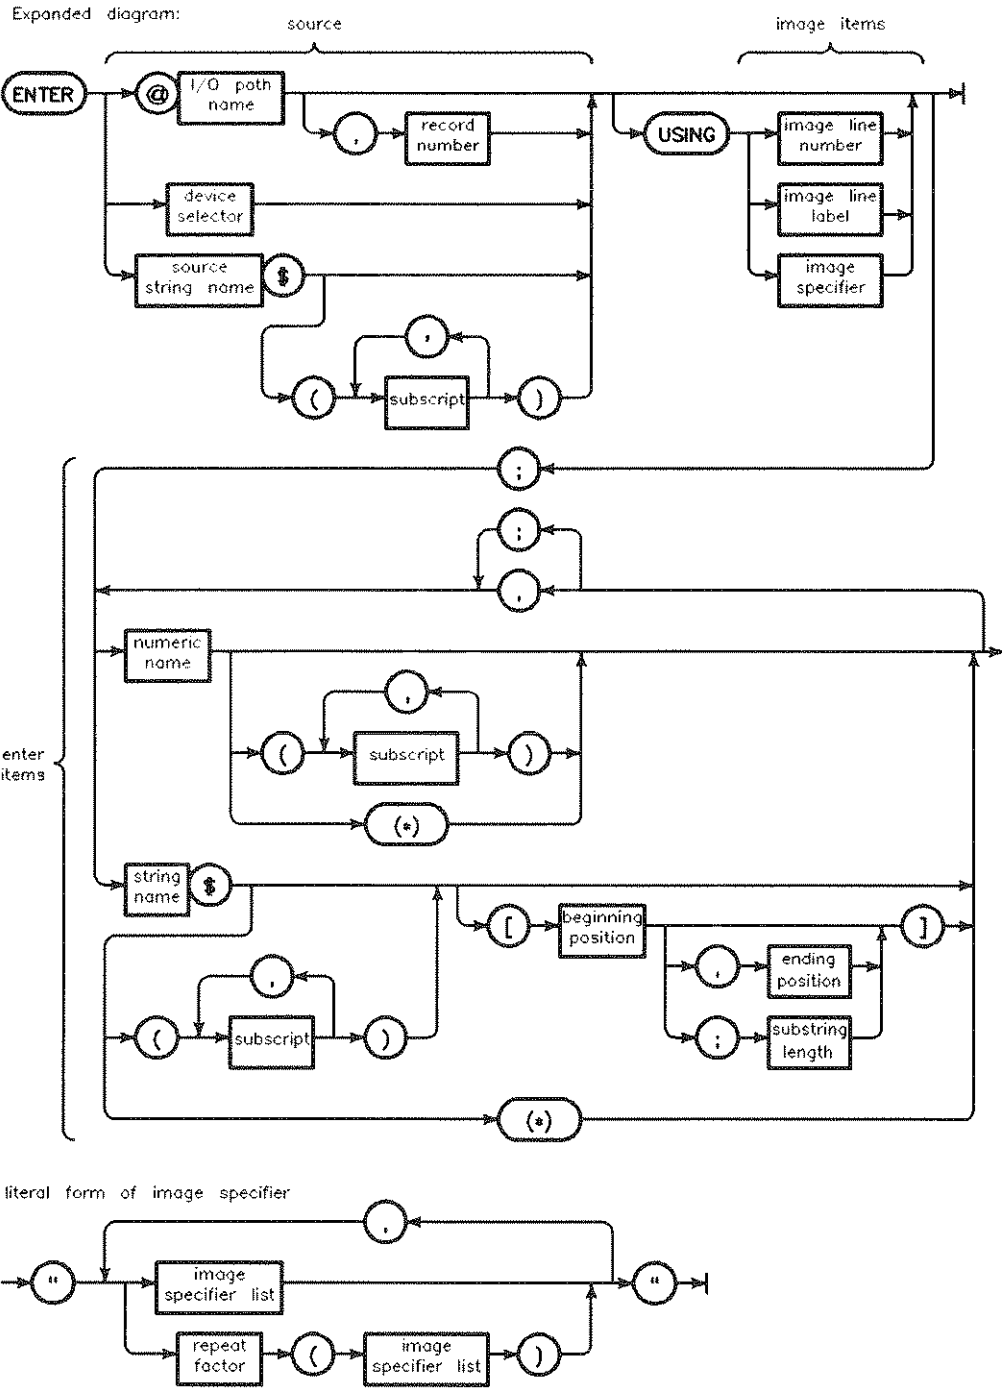 Expanded diagram:
source
image items
ENTER
@
I/O path
name
,
record
number
USING
image line
number
device
selector
image line
label
source
string name
$
image
specifier
,
(
subscript
)
;
;
,
numeric
name
,
(
subscript
)
enter
items
(*)
string
name
$
[
beginning
position
]
,
ending
position
,
(
subscript
)
;
substring
length
(*)
literal form of image specifier
,
"
image
specifier list
"
repeat
factor
(
image
specifier list
)